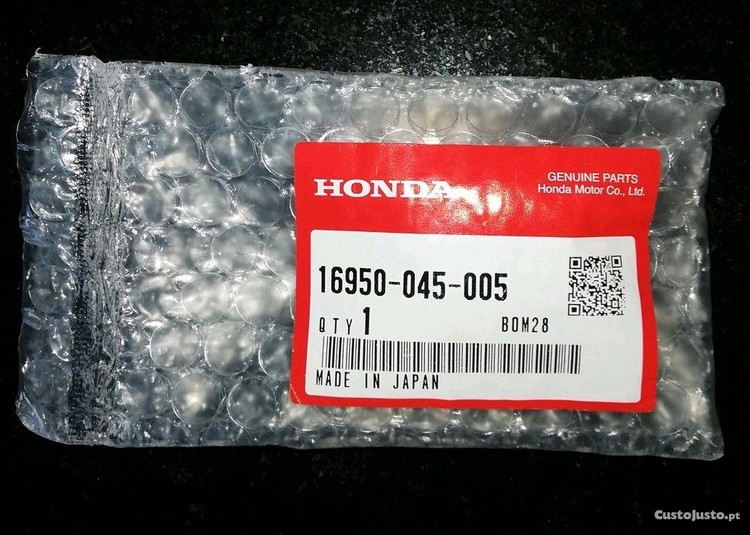 HONDA
GENUINE PARTS
Honda Motor Co., Ltd.
16950-045-005
QTY 1 BOM28
MADE IN JAPAN
CustoJusto.pt